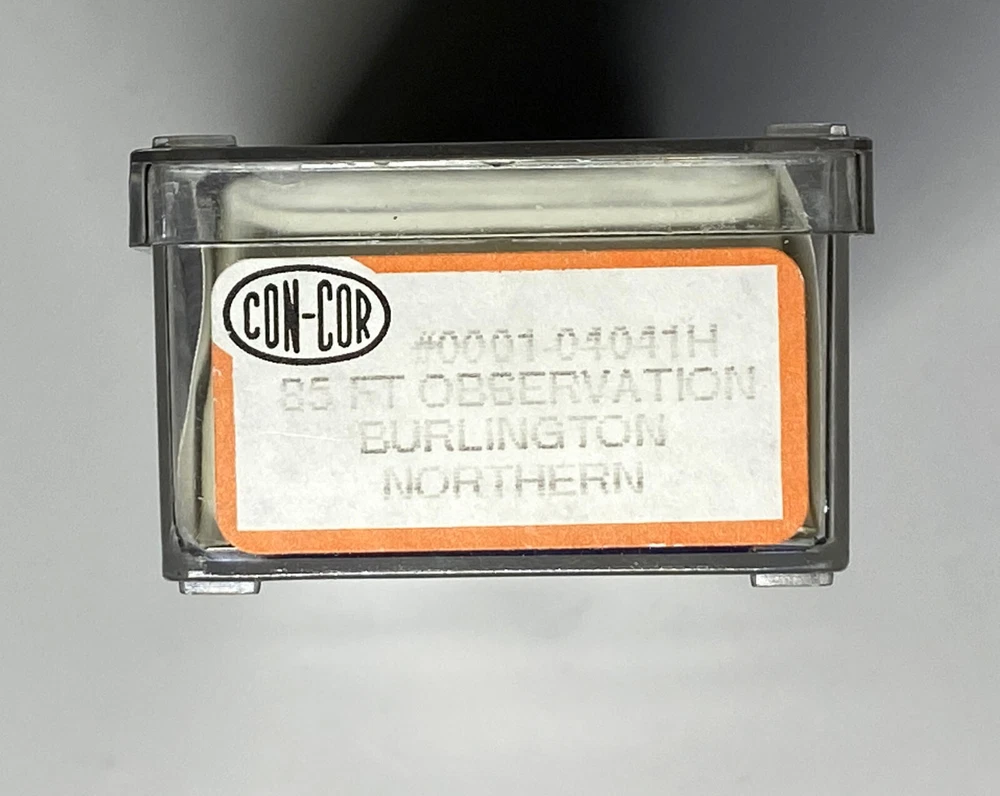 CON-COR
#0001-04041H
85 FT OBSERVATION
BURLINGTON
NORTHERN